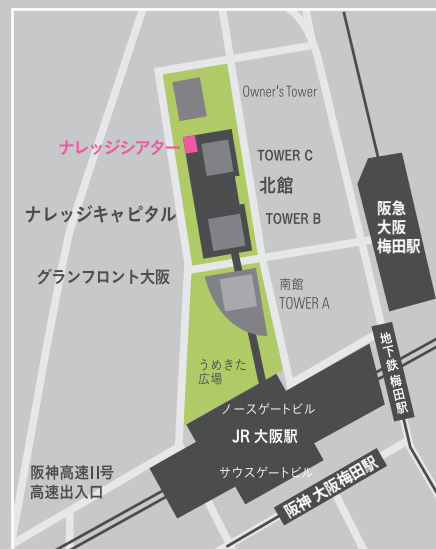 Owner's Tower
ナレッジシアター
TOWER C
北館
ナレッジキャピタル
TOWER B
阪急
大阪
梅田駅
グランフロント大阪
南館
TOWER A
地下鉄 梅田駅
うめきた
広場
ノースゲートビル
JR 大阪駅
サウスゲートビル
阪神高速11号
高速出入口
阪神 大阪梅田駅